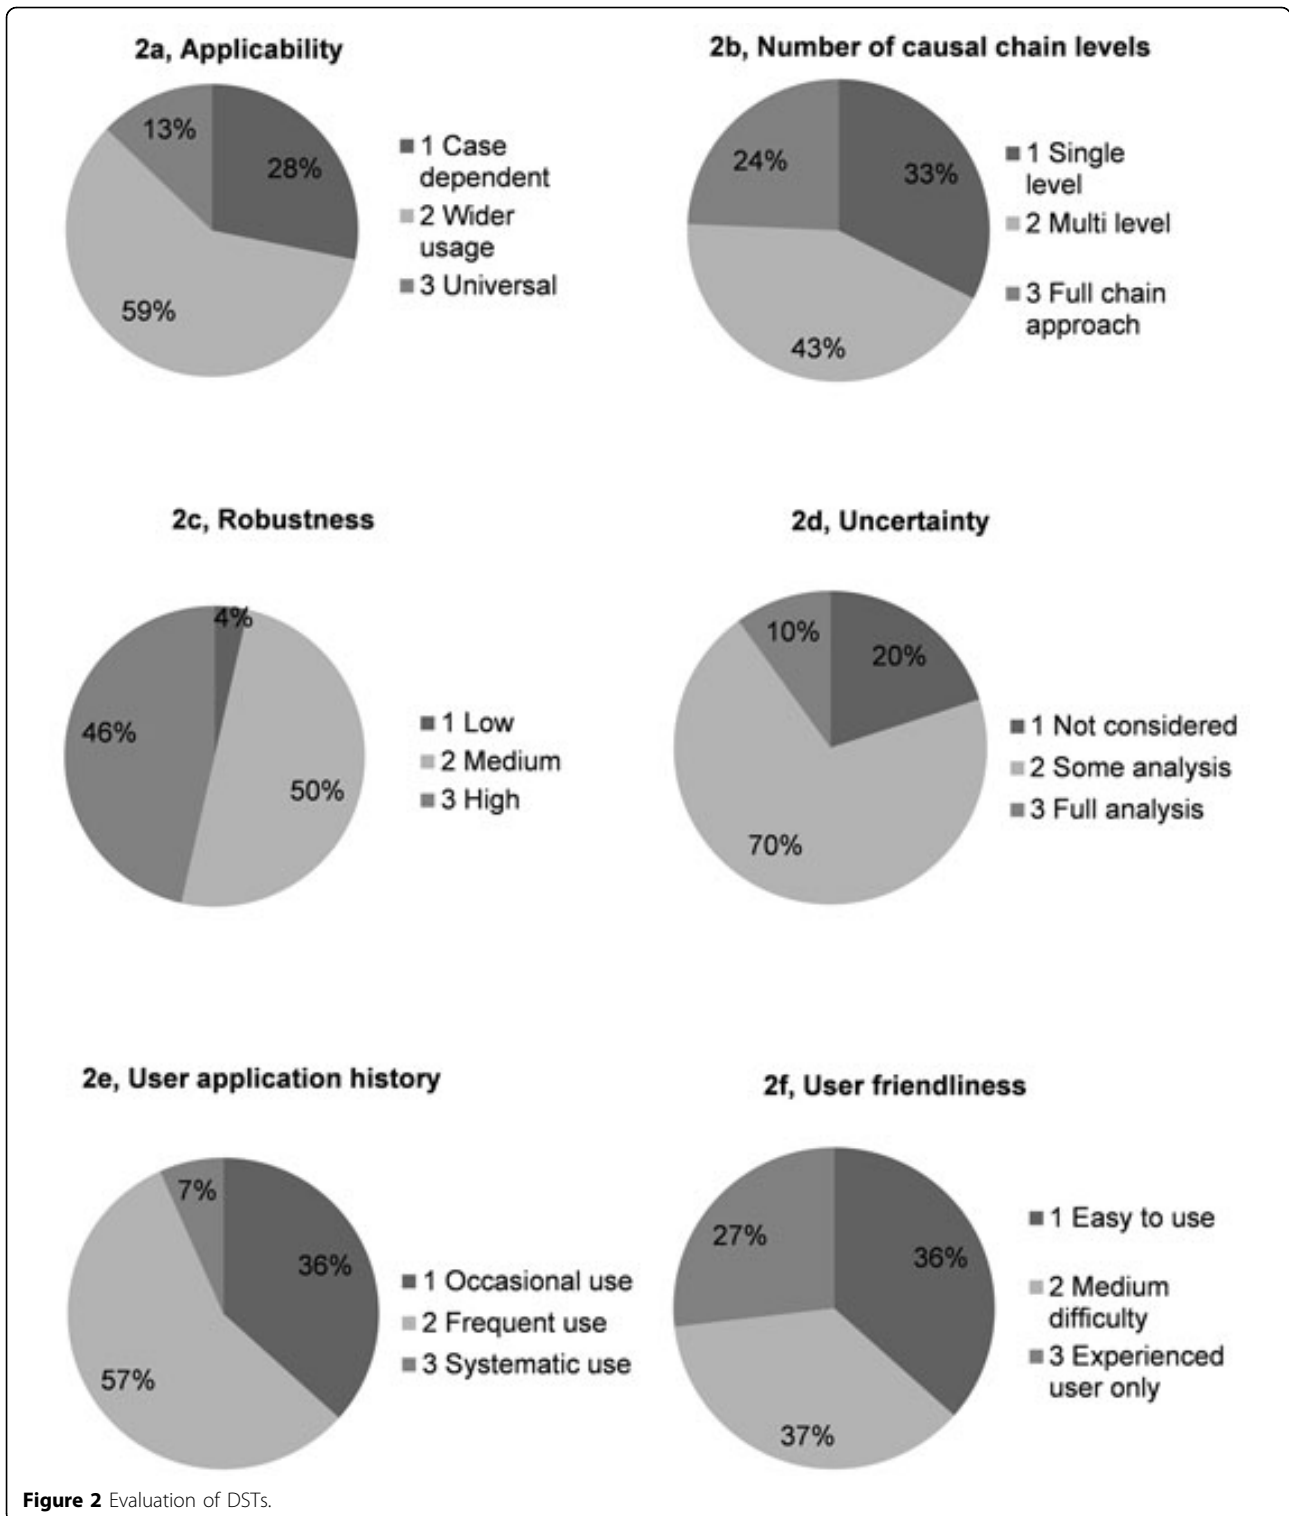 2a, Applicability
13%
28%
59%
1 Case
dependent
2 Wider
usage
3 Universal
2b, Number of causal chain levels
24%
33%
43%
1 Single
level
2 Multi level
3 Full chain
approach
2c, Robustness
4%
46%
50%
1 Low
2 Medium
3 High
2d, Uncertainty
10%
20%
70%
1 Not considered
2 Some analysis
3 Full analysis
2e, User application history
7%
36%
57%
1 Occasional use
2 Frequent use
3 Systematic use
2f, User friendliness
27%
36%
37%
1 Easy to use
2 Medium
difficulty
3 Experienced
user only
Figure 2 Evaluation of DSTs.